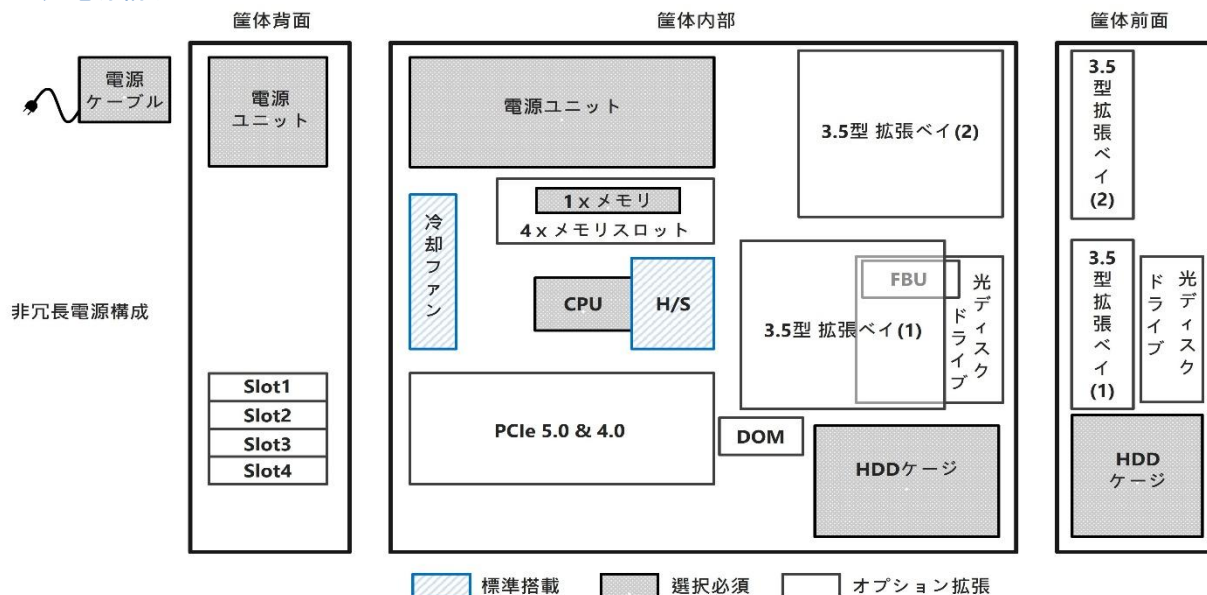 筐体背面
筐体内部
筐体前面
電源
ケーブル
電源
ユニット
電源ユニット
3.5型 拡張ベイ(2)
3.5
型
拡
張
ベ
イ
(2)
1xメモリ
4xメモリスロット
冷却ファン
CPU
H/S
FBU
3.5型 拡張ベイ(1)
光ディスク
ドライブ
3.5
型
拡
張
ベ
イ
(1)
光ディスク
ドライブ
非冗長電源構成
Slot1
Slot2
Slot3
Slot4
PCIe 5.0 & 4.0
DOM
HDDケージ
HDD
ケージ
標準搭載
選択必須
オプション拡張